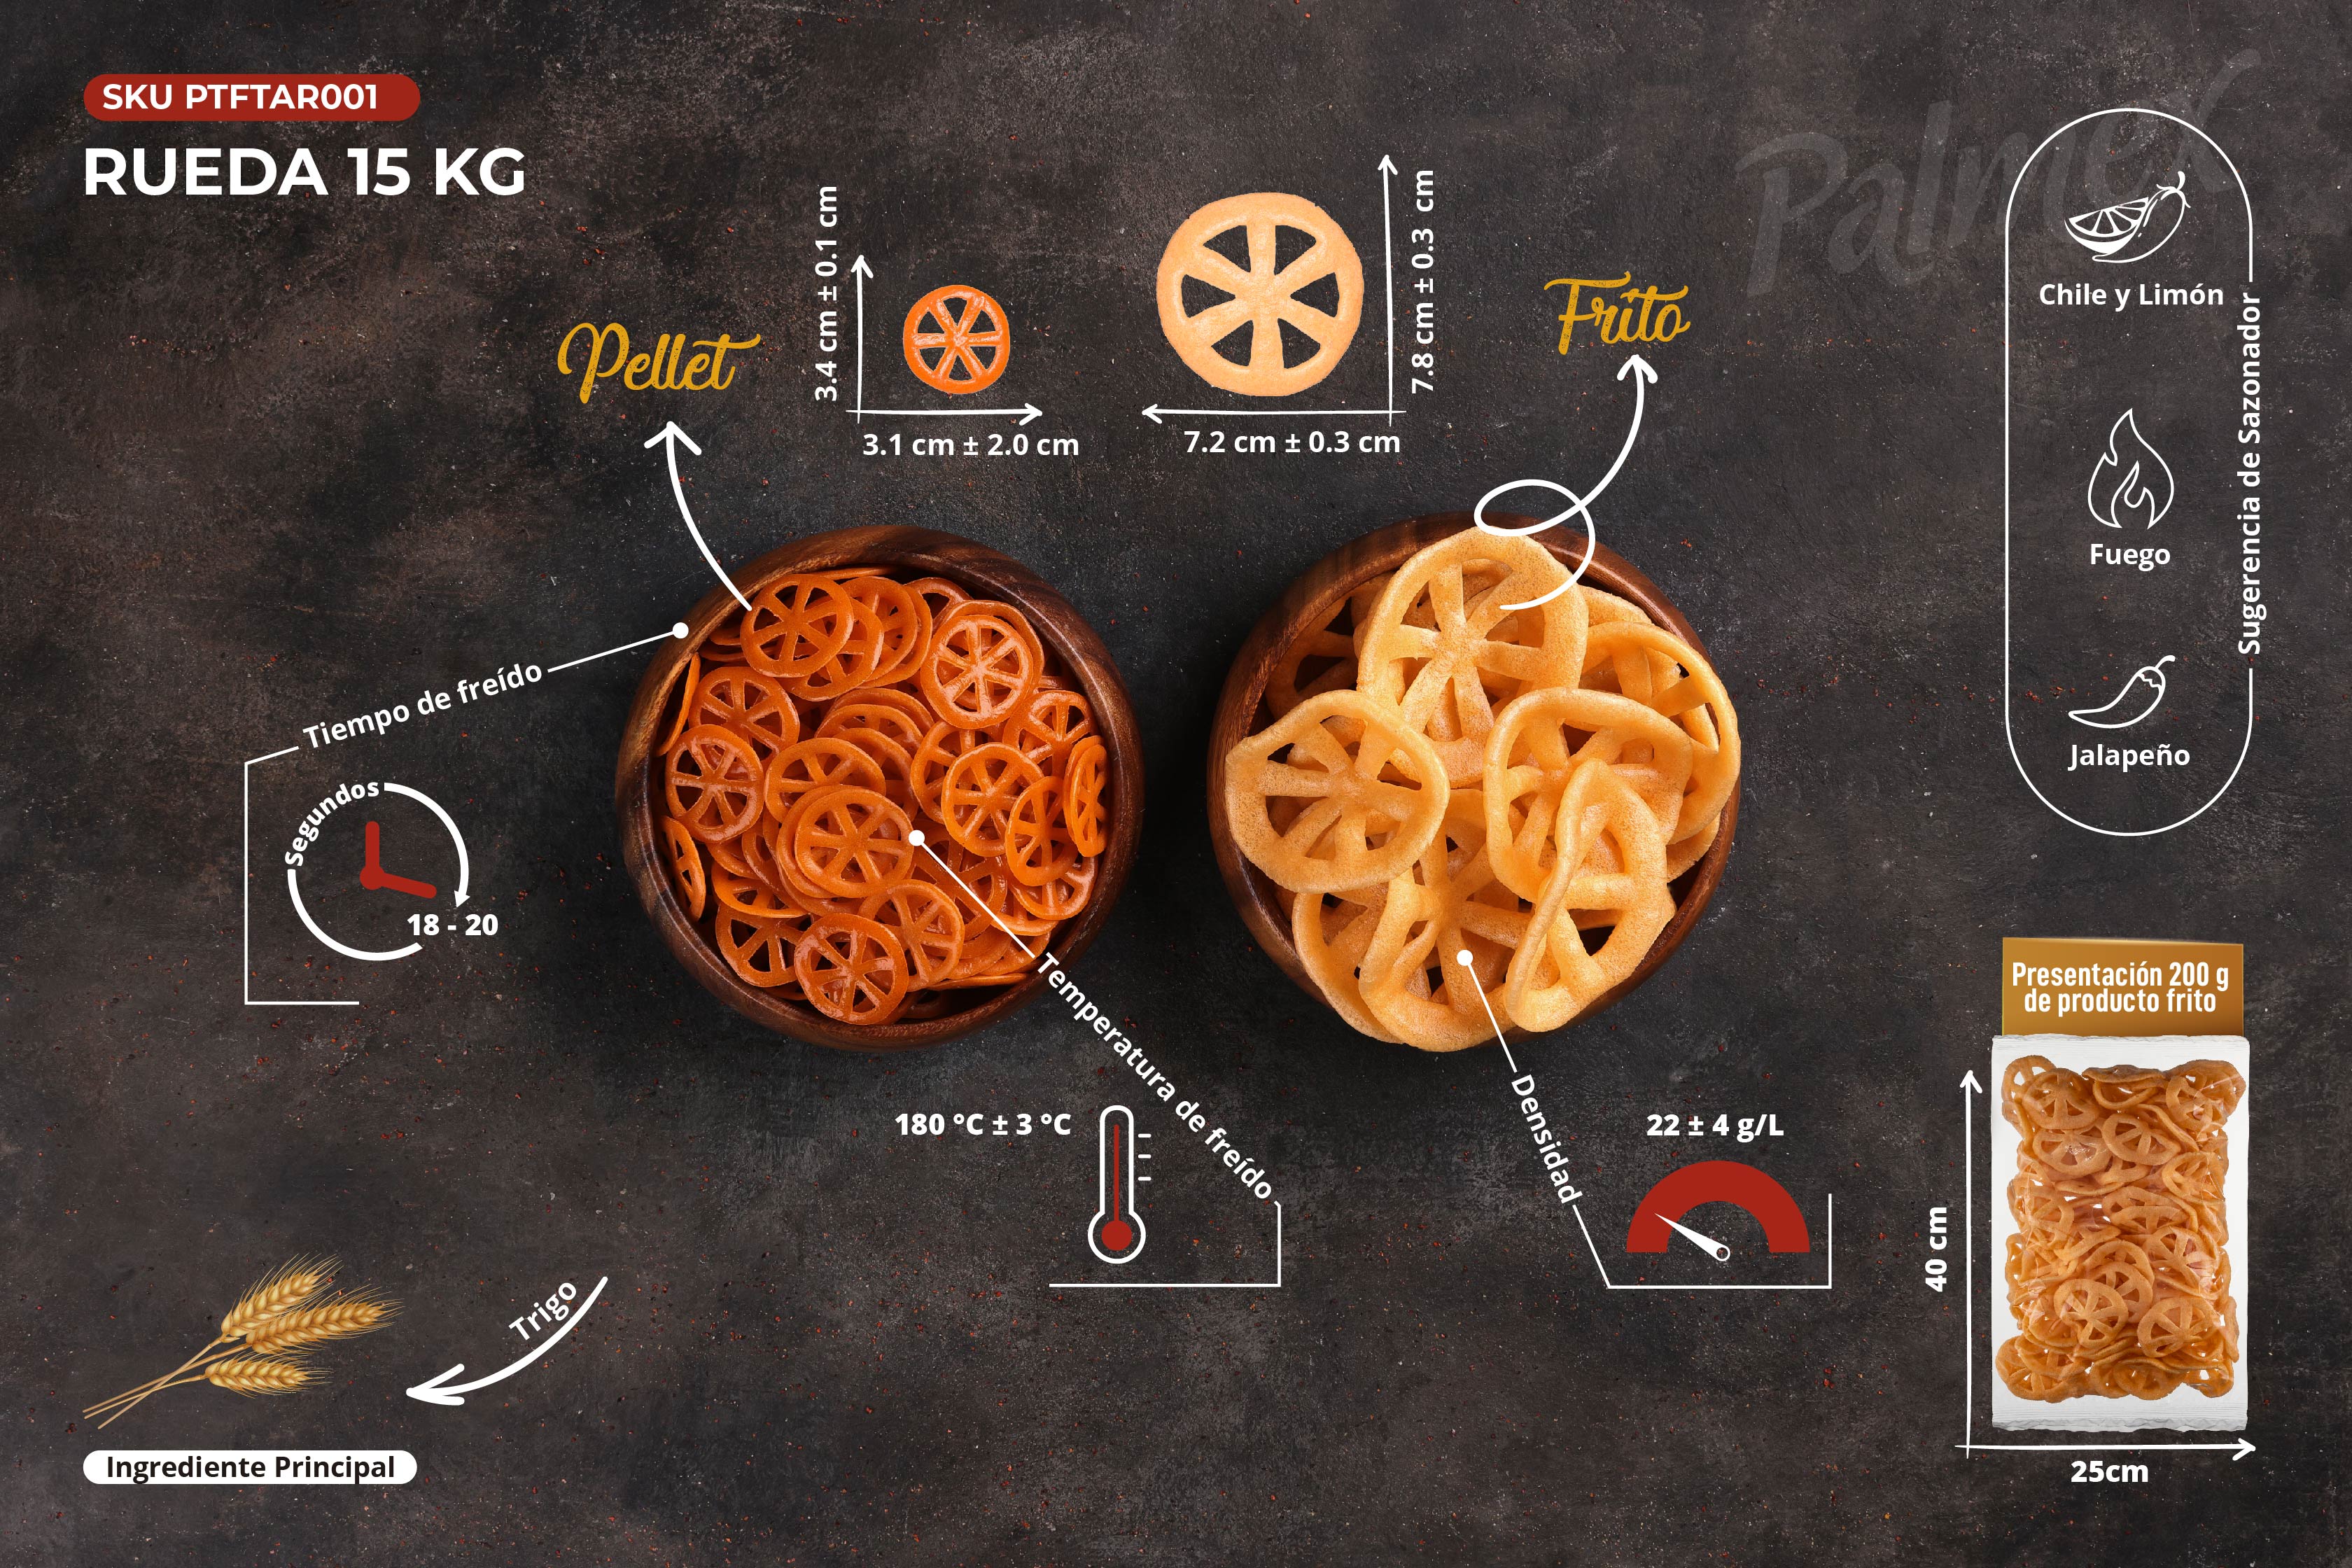 SKU PTFTAR001
RUEDA 15 KG
Palmex
Pellet
3.4 cm ± 0.1 cm
3.1 cm ± 2.0 cm
7.8 cm ± 0.3 cm
7.2 cm ± 0.3 cm
Frito
Chile y Limón
Fuego
Jalapeño
Sugerencia de Sazonador
Tiempo de freído
Segundos
18 - 20
Temperatura de freído
180 °C ± 3 °C
Densidad
22 ± 4 g/L
Presentación 200 g
de producto frito
40 cm
25cm
Trigo
Ingrediente Principal